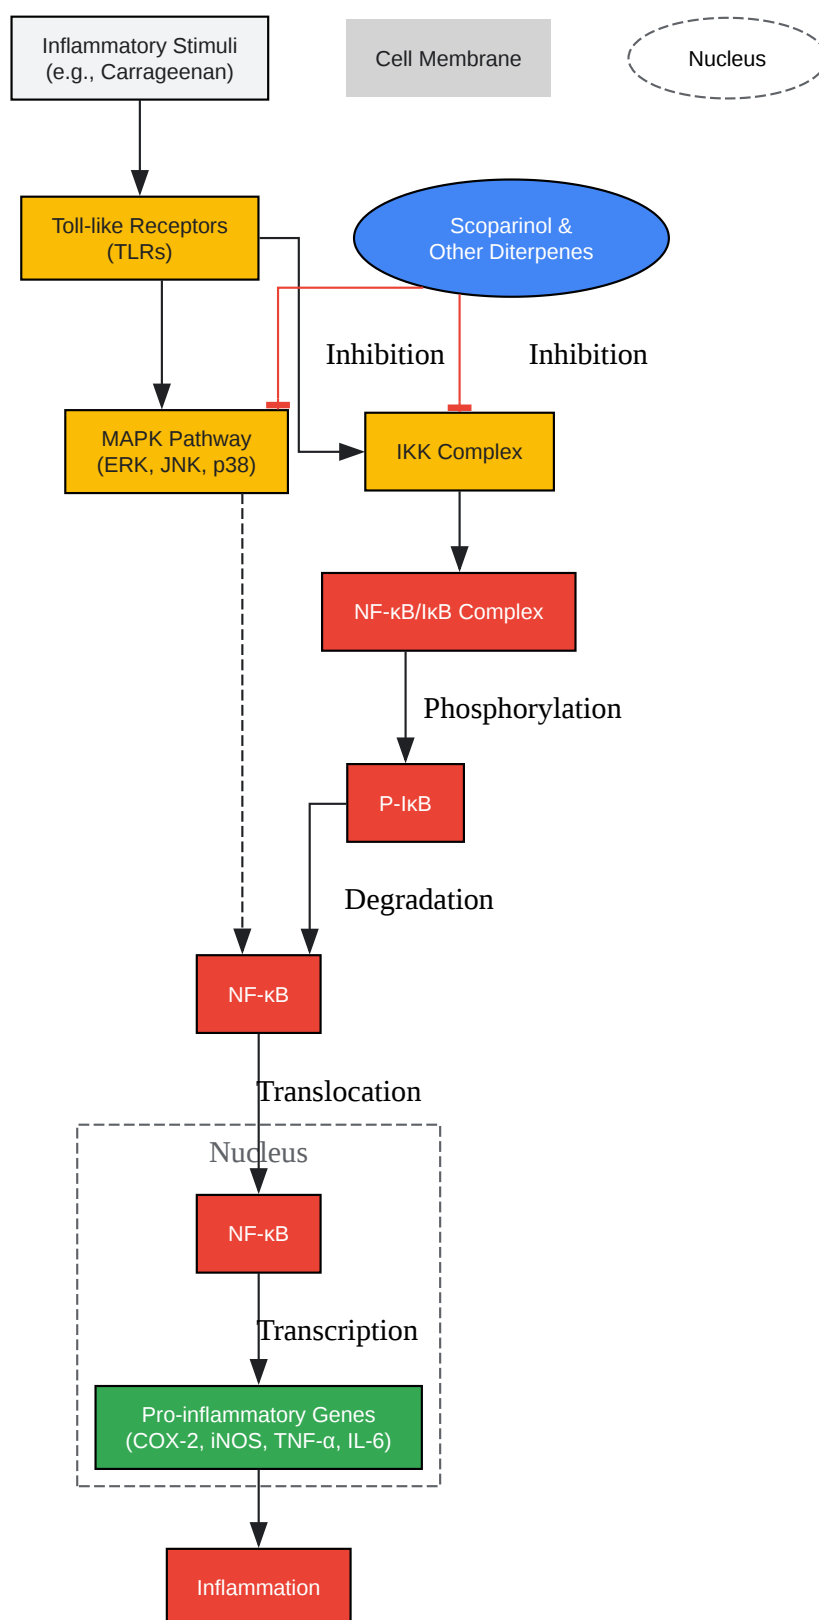 Inflammatory Stimuli
(e.g., Carrageenan)
Cell Membrane
Nucleus
Toll-like Receptors
(TLRs)
Scoparinol &
Other Diterpenes
Inhibition
Inhibition
MAPK Pathway
(ERK, JNK, p38)
IKK Complex
NF-κB/IκB Complex
Phosphorylation
P-IκB
Degradation
NF-κB
Translocation
Nucleus
NF-κB
Transcription
Pro-inflammatory Genes
(COX-2, iNOS, TNF-α, IL-6)
Inflammation